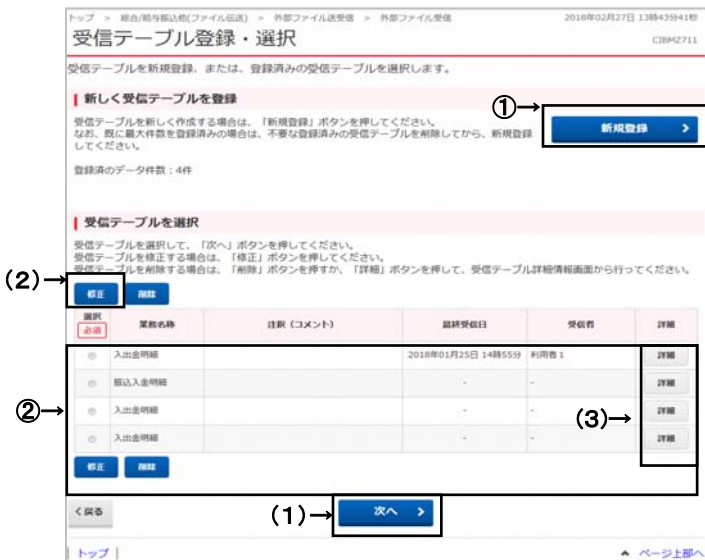 トップ > 総合/給与振込他(ファイル伝送) > 外部ファイル送受信 > 外部ファイル受信
2018年02月27日 13時43分41秒
受信テーブル登録・選択
CIBMZ711
受信テーブルを新規登録、または、登録済みの受信テーブルを選択します。
新しく受信テーブルを登録
①→
受信テーブルを新しく作成する場合は、「新規登録」ボタンを押してください。
なお、既に最大件数を登録済みの場合は、不要な登録済みの受信テーブルを削除してから、新規登録
してください。
新規登録 >
登録済のデータ件数：4件
受信テーブルを選択
受信テーブルを選択して、「次へ」ボタンを押してください。
受信テーブルを修正する場合は、「修正」ボタンを押してください。
受信テーブルを削除する場合は、「削除」ボタンを押すか、「詳細」ボタンを押して、受信テーブル詳細情報画面から行ってください。
(2)→
修正 削除
選択 必須 業務名称 注釈（コメント） 最終受信日 受信者 詳細
入出金明細 2018年01月25日 14時55分 利用者1 詳細
振込入金明細 - - 詳細
②→
入出金明細 - - 詳細
(3)→
入出金明細 - - 詳細
修正 削除
< 戻る
(1)→
次へ >
| トップ |
▲ ページ上部へ